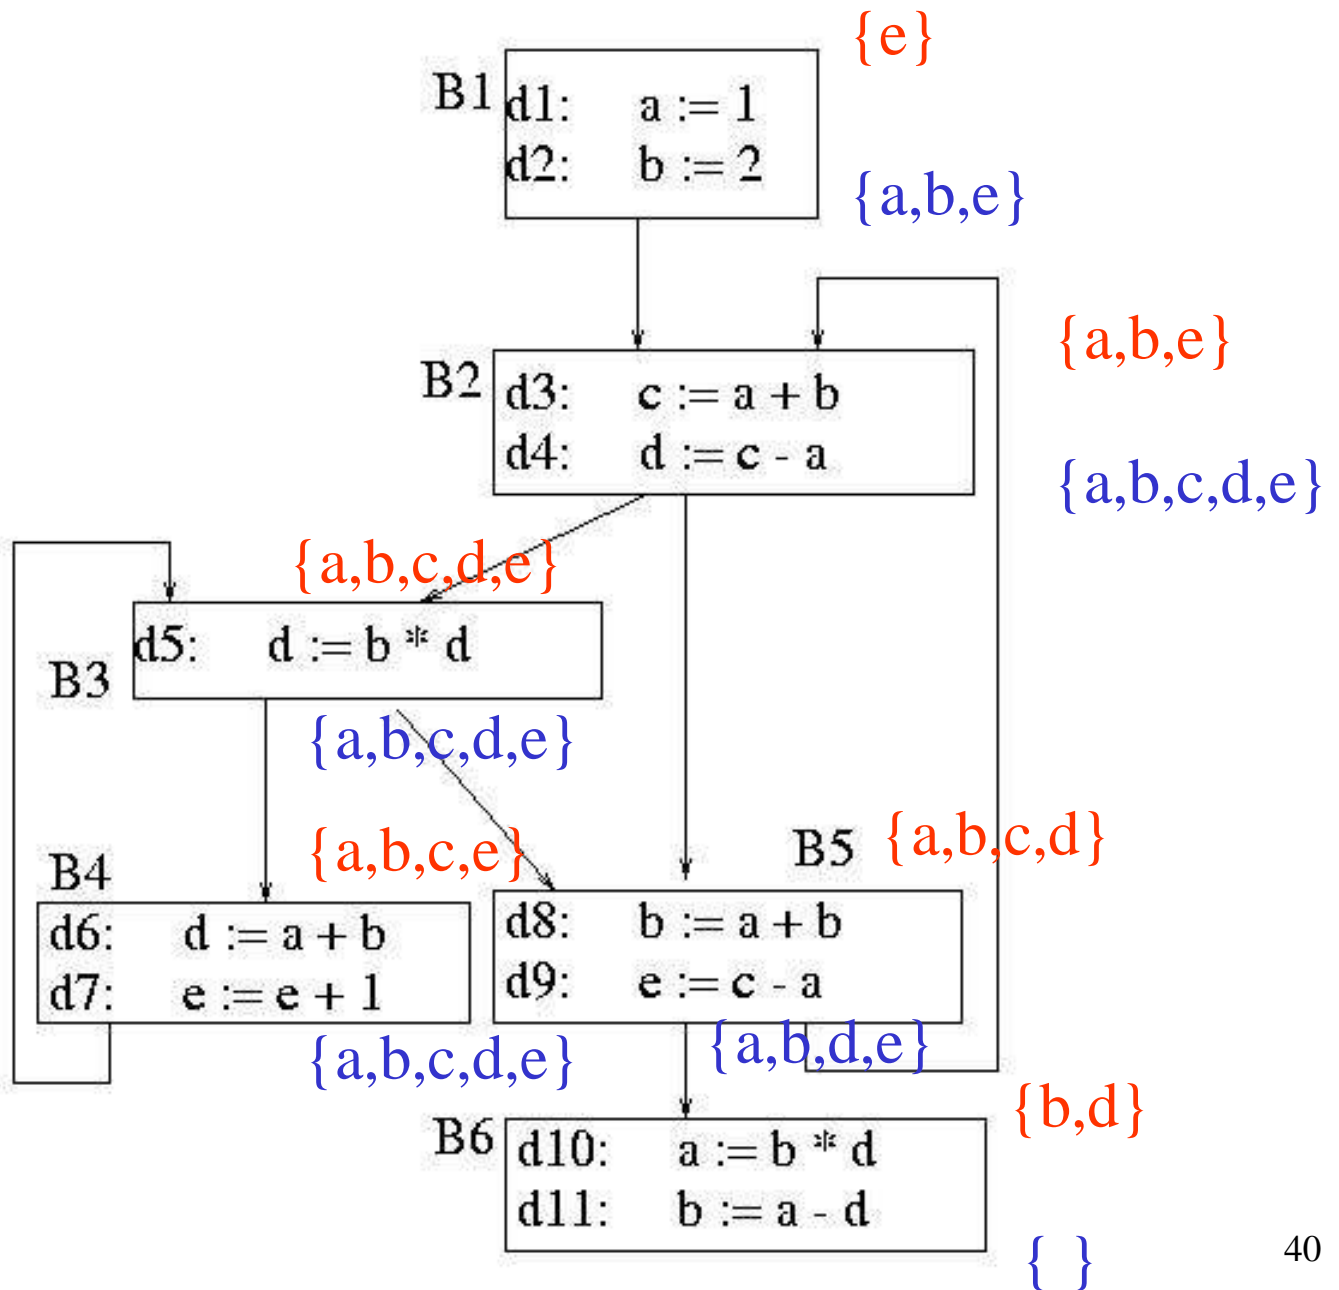 {e}
B1
d1: a := 1
d2: b := 2
{a,b,e}
{a,b,e}
B2
d3: c := a + b
d4: d := c - a
{a,b,c,d,e}
{a,b,c,d,e}
d5: d := b * d
B3
{a,b,c,d,e}
{a,b,c,e}
B4
d6: d := a + b
d7: e := e + 1
{a,b,c,d,e}
B5
{a,b,c,d}
d8: b := a + b
d9: e := c - a
{a,b,d,e}
{b,d}
B6
d10: a := b * d
d11: b := a - d
{ }
40